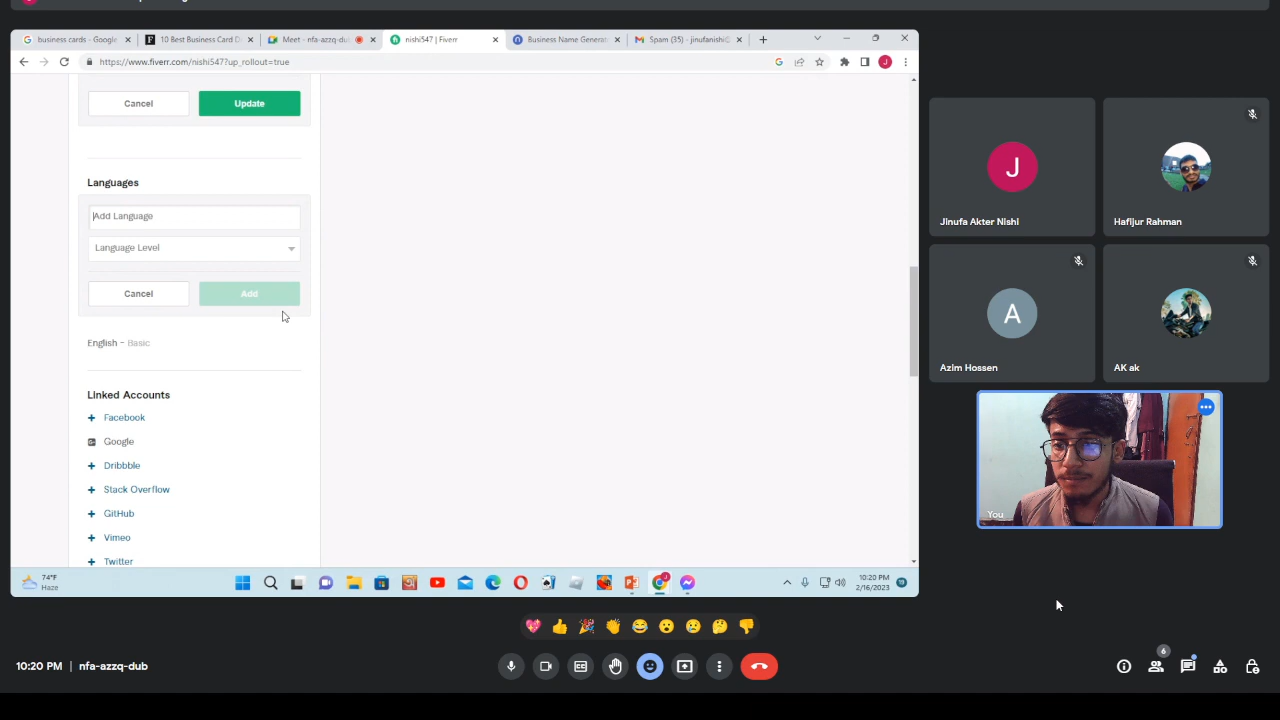 business cards - Google
10 Best Business Card D
Meet - nfa-azzq-du
nishi547 | Fiverr
Business Name Generat
Spam (35) - jinufanishi@
https://www.fiverr.com/nishi547?up_rollout=true
J
Cancel
Update
Languages
Add Language
Language Level
Cancel
Add
English - Basic
Linked Accounts
Facebook
Google
Dribbble
Stack Overflow
GitHub
Vimeo
Twitter
74°F
Haze
10:20 PM
2/16/2023
19
J
Jinufa Akter Nishi
Hafijur Rahman
A
Azim Hossen
AK ak
You
10:20 PM | nfa-azzq-dub
6